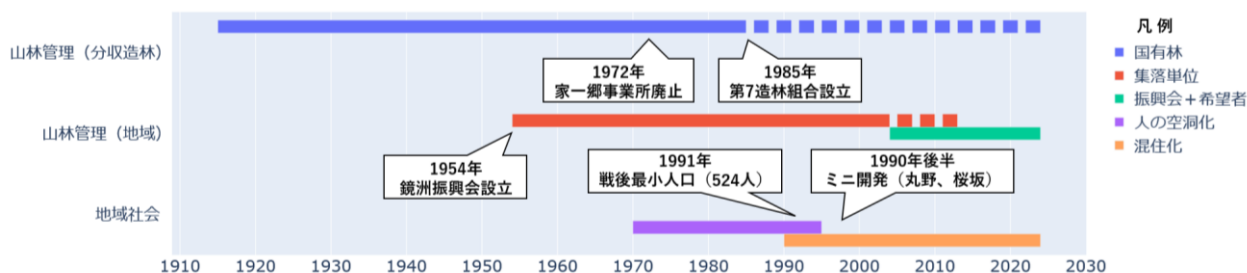 凡 例
国有林
集落単位
振興会＋希望者
人の空洞化
混住化
山林管理（分収造林）
1972年
家一郷事業所廃止
1985年
第7造林組合設立
山林管理（地域）
1954年
鏡洲振興会設立
1991年
戦後最小人口（524人）
1990年後半
ミニ開発（丸野、桜坂）
地域社会
1910 1920 1930 1940 1950 1960 1970 1980 1990 2000 2010 2020 2030